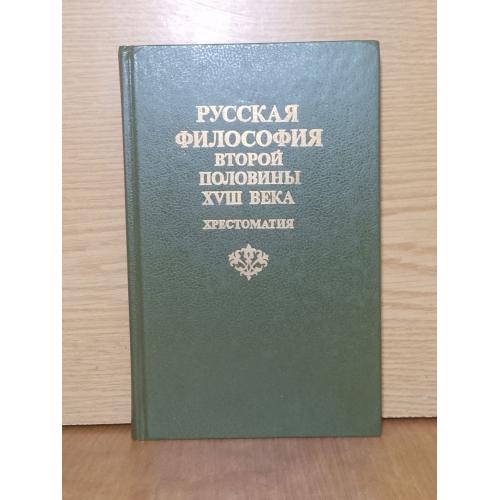 РУССКАЯ
ФИЛОСОФИЯ
ВТОРОЙ
ПОЛОВИНЫ
XVIII ВЕКА
ХРЕСТОМАТИЯ